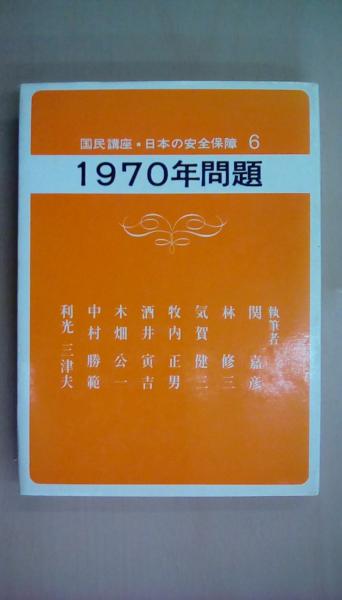 国民講座・日本の安全保障 6
1970年問題
執筆者
関 嘉彦
林 修三
気賀 健三
牧内 正男
酒井 寅吉
木畑 公一
中村 勝範
利光 三津夫